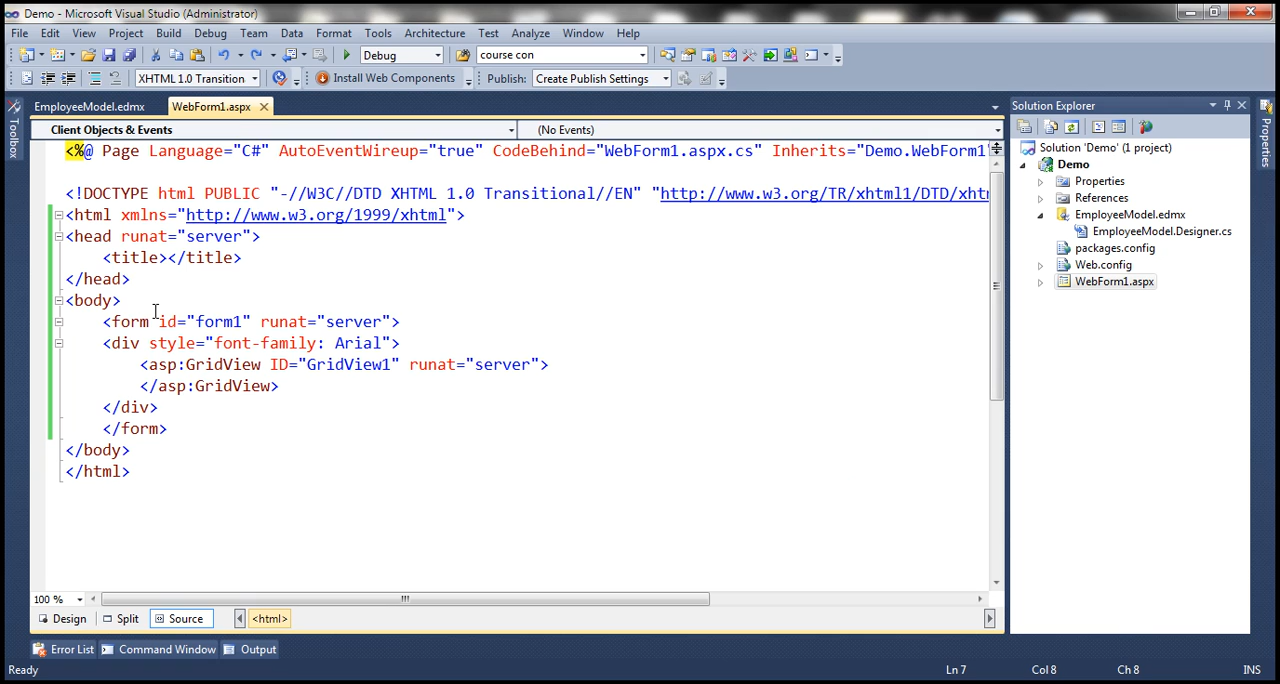 Demo - Microsoft Visual Studio (Administrator)
File Edit View Project Build Debug Team Data Format Tools Architecture Test Analyze Window Help
Debug course con
XHTML 1.0 Transition Install Web Components Publish: Create Publish Settings
EmployeeModel.edmx WebForm1.aspx
Client Objects & Events (No Events)
Toolbox
<%@ Page Language="C#" AutoEventWireup="true" CodeBehind="WebForm1.aspx.cs" Inherits="Demo.WebForm1"
<!DOCTYPE html PUBLIC "-//W3C//DTD XHTML 1.0 Transitional//EN" "http://www.w3.org/TR/xhtml1/DTD/xhtm
<html xmlns="http://www.w3.org/1999/xhtml">
<head runat="server">
<title></title>
</head>
<body>
<form id="form1" runat="server">
<div style="font-family: Arial">
<asp:GridView ID="GridView1" runat="server">
</asp:GridView>
</div>
</form>
</body>
</html>
100 %
Design Split Source <html>
Solution Explorer
Solution 'Demo' (1 project)
Demo
Properties
References
EmployeeModel.edmx
EmployeeModel.Designer.cs
packages.config
Web.config
WebForm1.aspx
Properties
Error List Command Window Output
Ready Ln 7 Col 8 Ch 8 INS